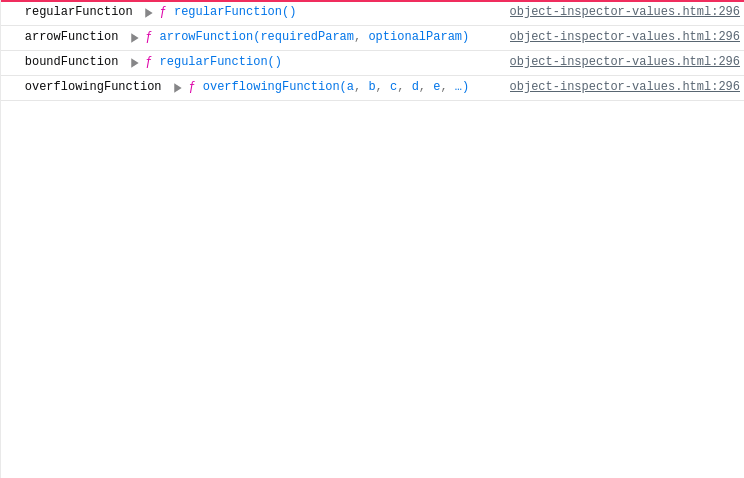 regularFunction ▶ ƒ regularFunction() object-inspector-values.html:296
arrowFunction ▶ ƒ arrowFunction(requiredParam, optionalParam) object-inspector-values.html:296
boundFunction ▶ ƒ regularFunction() object-inspector-values.html:296
overflowingFunction ▶ ƒ overflowingFunction(a, b, c, d, e, …) object-inspector-values.html:296